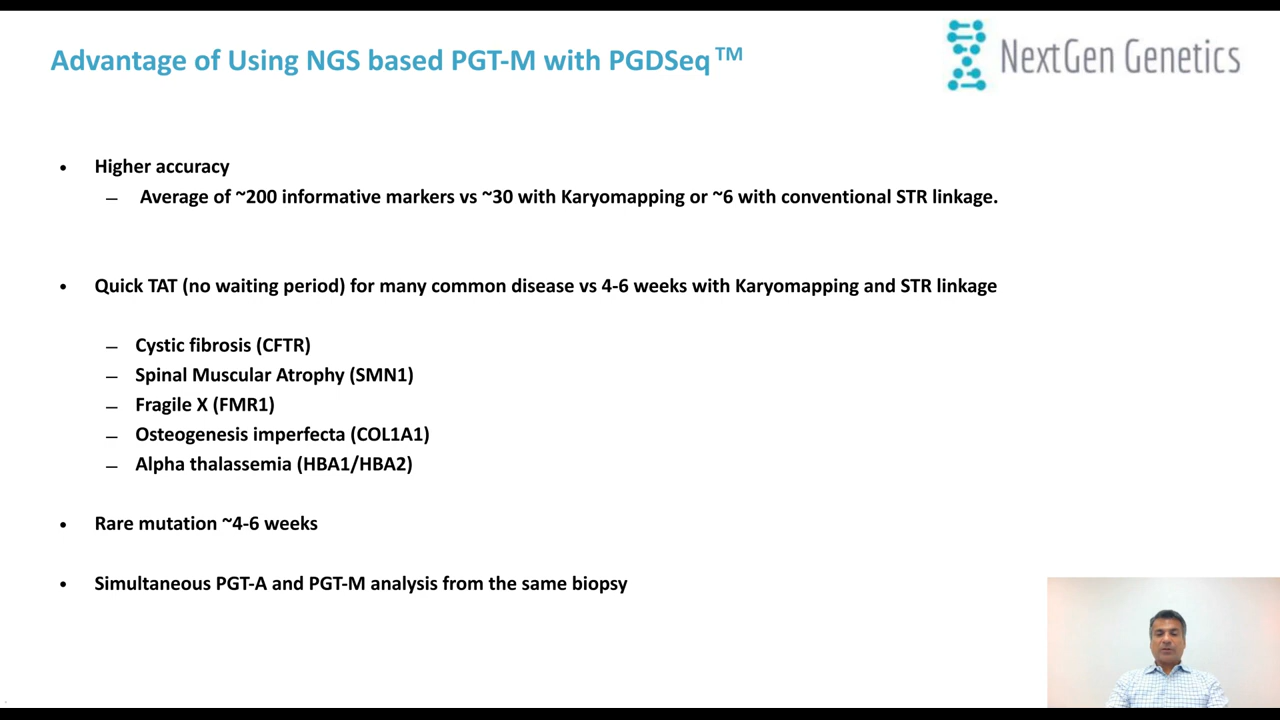 Advantage of Using NGS based PGT-M with PGDSeq™
NextGen Genetics
• Higher accuracy
– Average of ~200 informative markers vs ~30 with Karyomapping or ~6 with conventional STR linkage.
• Quick TAT (no waiting period) for many common disease vs 4-6 weeks with Karyomapping and STR linkage
– Cystic fibrosis (CFTR)
– Spinal Muscular Atrophy (SMN1)
– Fragile X (FMR1)
– Osteogenesis imperfecta (COL1A1)
– Alpha thalassemia (HBA1/HBA2)
• Rare mutation ~4-6 weeks
• Simultaneous PGT-A and PGT-M analysis from the same biopsy